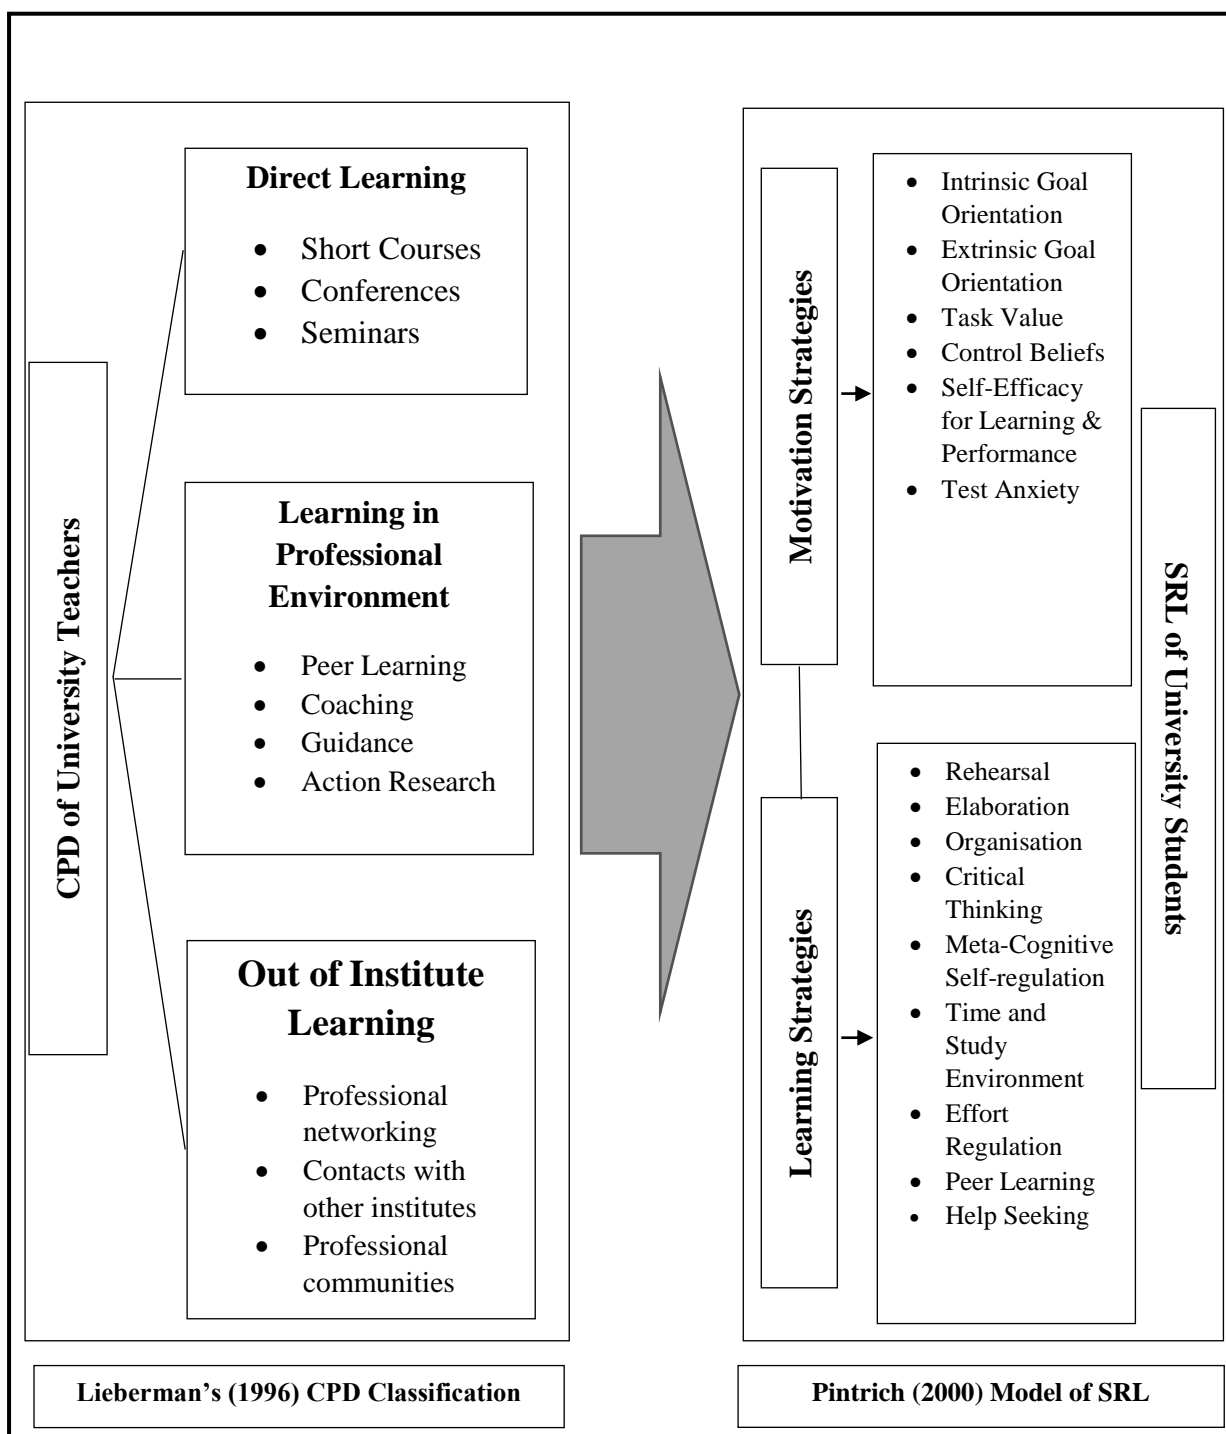 CPD of University Teachers
Direct Learning
• Short Courses
• Conferences
• Seminars
Learning in
Professional
Environment
• Peer Learning
• Coaching
• Guidance
• Action Research
Out of Institute
Learning
• Professional
networking
• Contacts with
other institutes
• Professional
communities
Lieberman’s (1996) CPD Classification
Motivation Strategies
• Intrinsic Goal
Orientation
• Extrinsic Goal
Orientation
• Task Value
• Control Beliefs
• Self-Efficacy
for Learning &
Performance
• Test Anxiety
Learning Strategies
• Rehearsal
• Elaboration
• Organisation
• Critical
Thinking
• Meta-Cognitive
Self-regulation
• Time and
Study
Environment
• Effort
Regulation
• Peer Learning
• Help Seeking
SRL of University Students
Pintrich (2000) Model of SRL